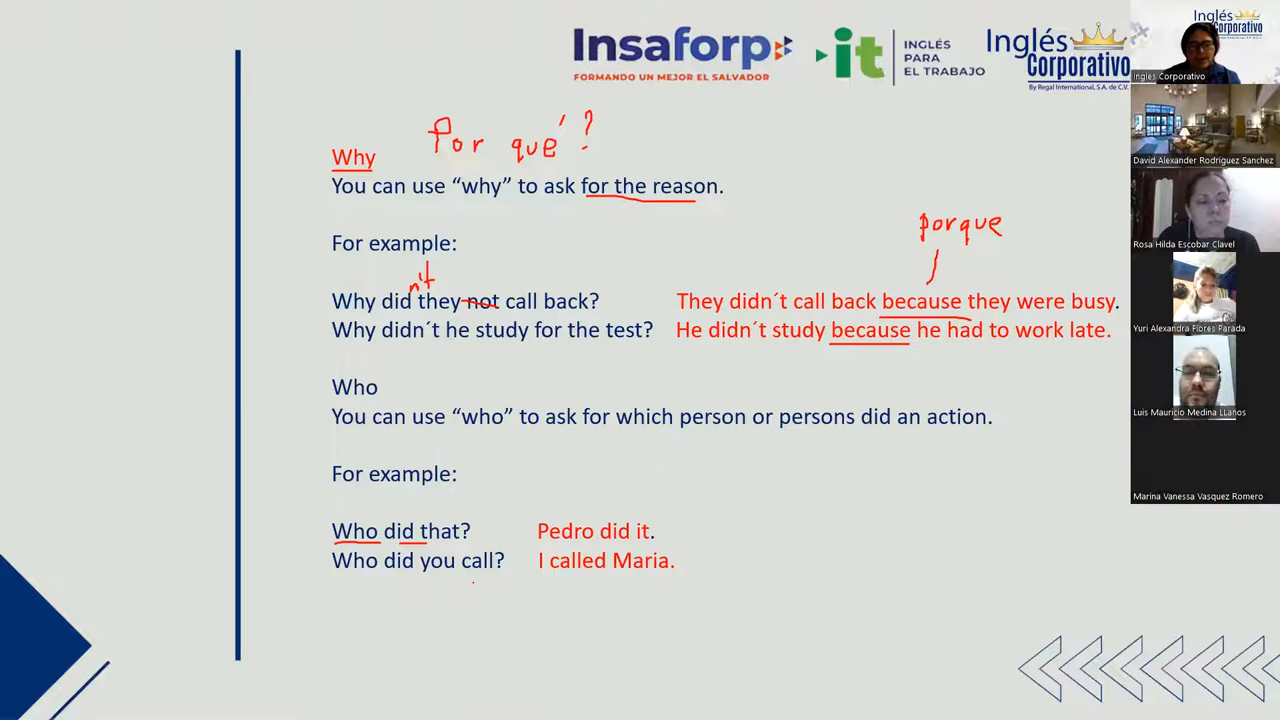 Insaforp
FORMANDO UN MEJOR EL SALVADOR
it
INGLÉS
PARA
EL TRABAJO
Inglés
Corporativo
By Regal International, S.A. de C.V.
Inglés
Corporativo
Ingles Corporativo
David Alexander Rodriguez Sanchez
Rosa Hilda Escobar Clavel
Yuri Alexandra Flores Parada
Luis Mauricio Medina LLanos
Marina Vanessa Vasquez Romero
Por qué?
Why
You can use “why” to ask for the reason.
porque
For example:
n't
Why did they not call back? They didn´t call back because they were busy.
Why didn´t he study for the test? He didn´t study because he had to work late.
Who
You can use “who” to ask for which person or persons did an action.
For example:
Who did that? Pedro did it.
Who did you call? I called Maria.